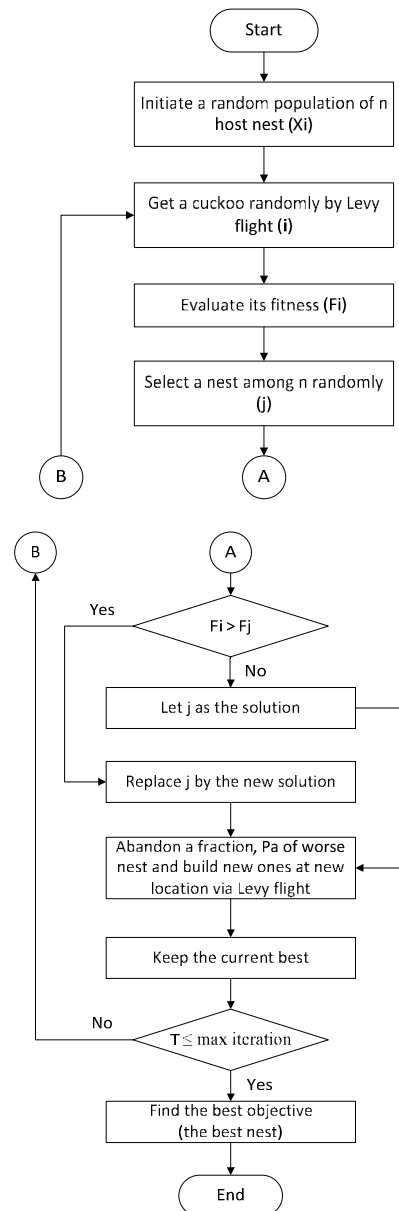 Start
Initiate a random population of n
host nest (Xi)
Get a cuckoo randomly by Levy
flight (i)
Evaluate its fitness (Fi)
Select a nest among n randomly
(j)
B
A
B
A
Yes
Fi > Fj
No
Let j as the solution
Replace j by the new solution
Abandon a fraction, Pa of worse
nest and build new ones at new
location via Levy flight
Keep the current best
No
T ≤ max itration
Yes
Find the best objective
(the best nest)
End